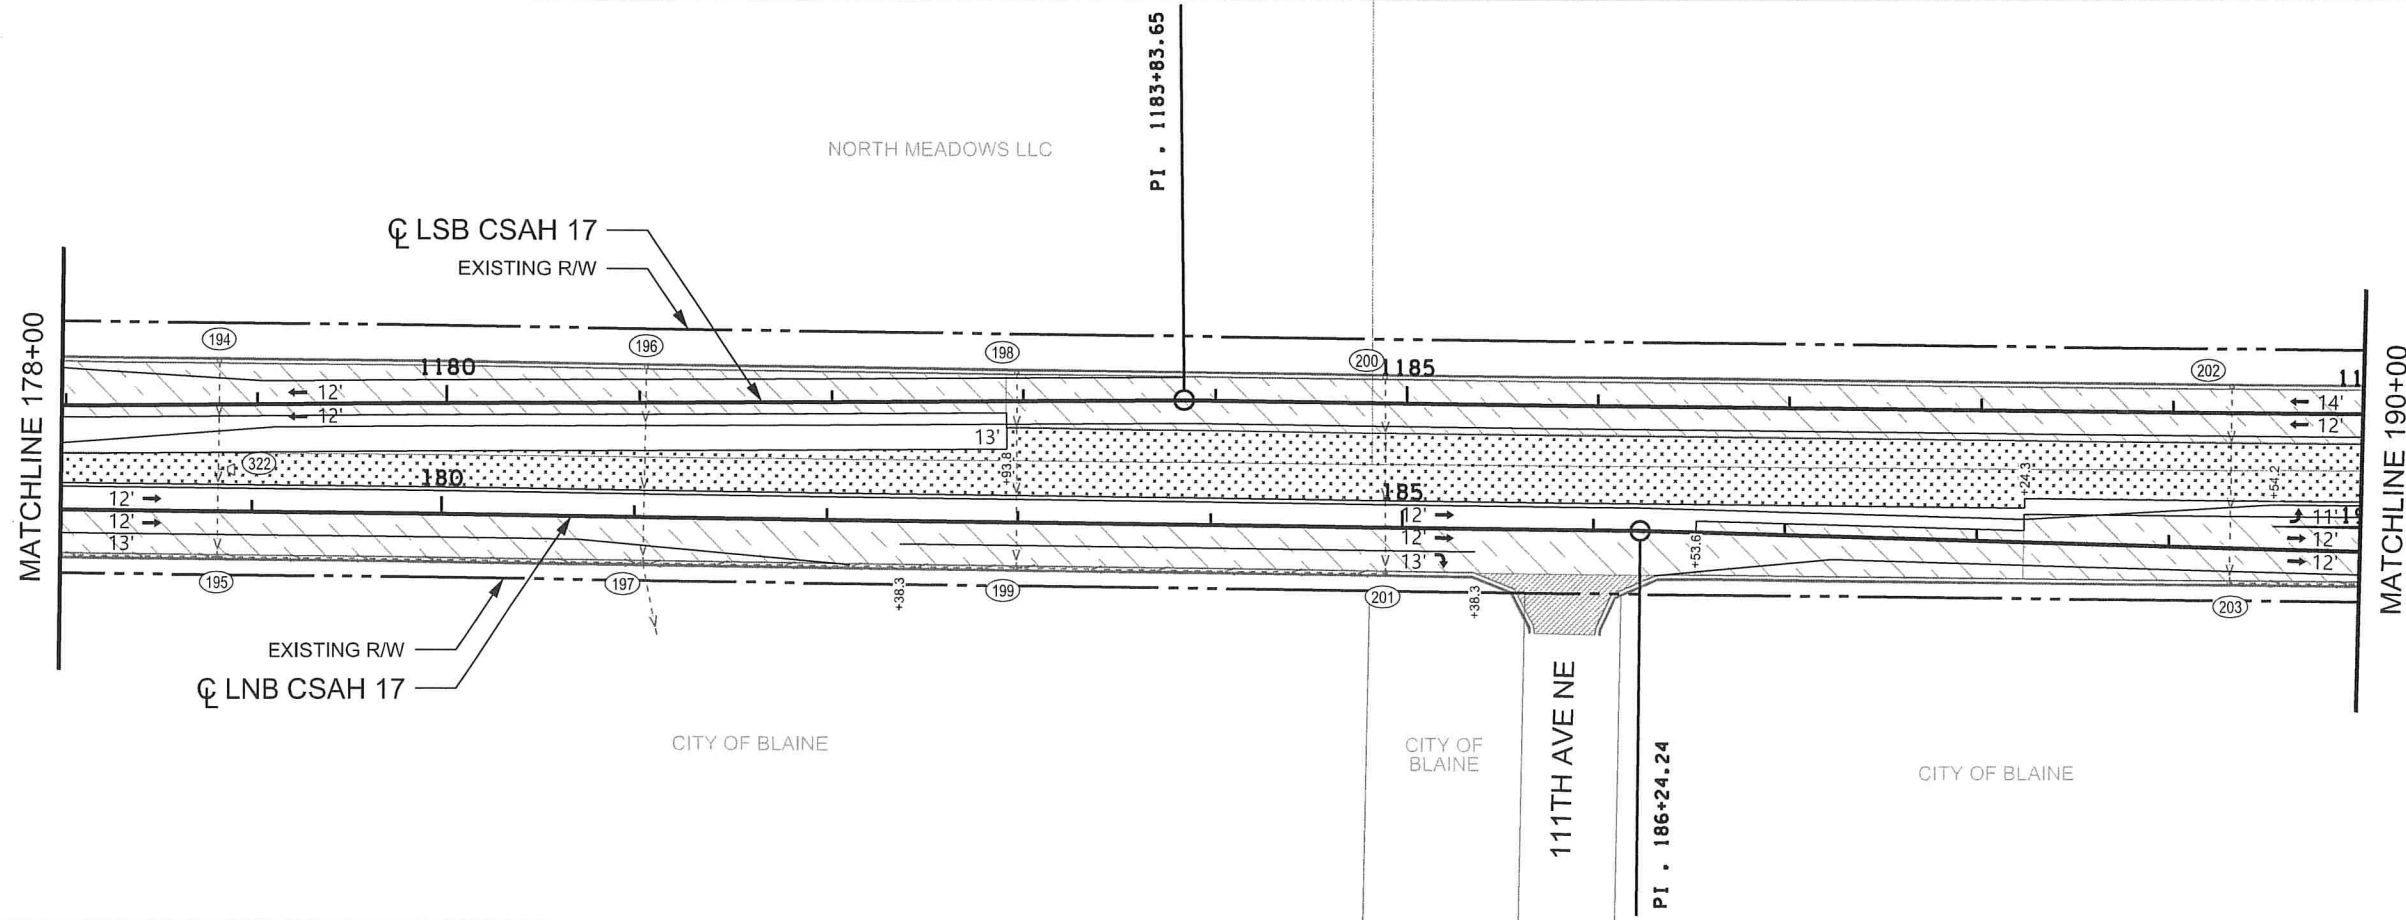 PI . 1183+83.65
NORTH MEADOWS LLC
℄ LSB CSAH 17
EXISTING R/W
MATCHLINE 178+00
MATCHLINE 190+00
194
196
198
200
202
1180
1185
11
12'
12'
14'
12'
13'
322
+93.8
+24.3
+54.2
180
185
19
12'
12'
13'
12'
12'
13'
11'
12'
12'
+53.6
195
197
+38.3
199
201
+38.3
203
EXISTING R/W
℄ LNB CSAH 17
CITY OF BLAINE
CITY OF
BLAINE
111TH AVE NE
PI . 186+24.24
CITY OF BLAINE